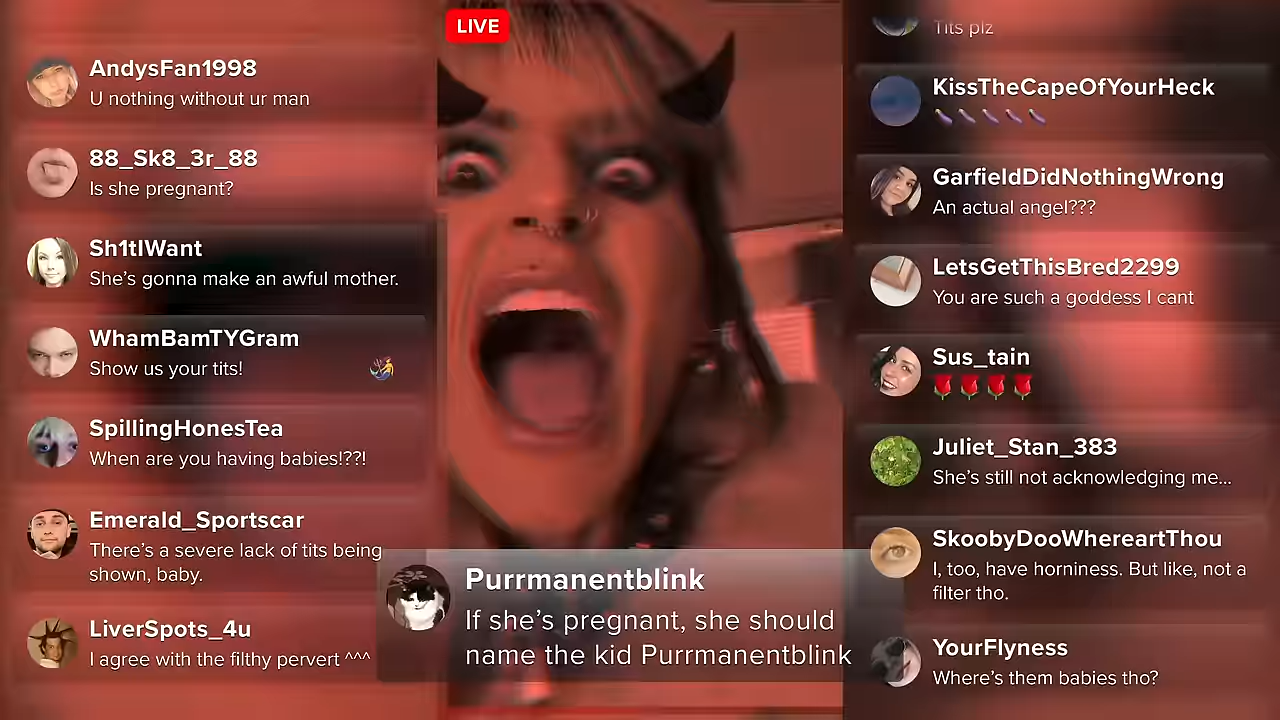 LIVE
AndysFan1998
U nothing without ur man
88_Sk8_3r_88
Is she pregnant?
Sh1tIWant
She's gonna make an awful mother.
WhamBamTYGram
Show us your tits!
SpillingHonesTea
When are you having babies!??!
Emerald_Sportscar
There's a severe lack of tits being
shown, baby.
LiverSpots_4u
I agree with the filthy pervert ^^^
Purrmanentblink
If she's pregnant, she should
name the kid Purrmanentblink
Tits plz
KissTheCapeOfYourHeck
🍆🍆🍆🍆🍆
GarfieldDidNothingWrong
An actual angel???
LetsGetThisBred2299
You are such a goddess I cant
Sus_tain
🌹🌹🌹🌹
Juliet_Stan_383
She's still not acknowledging me...
SkoobyDooWhereartThou
I, too, have horniness. But like, not a
filter tho.
YourFlyness
Where's them babies tho?